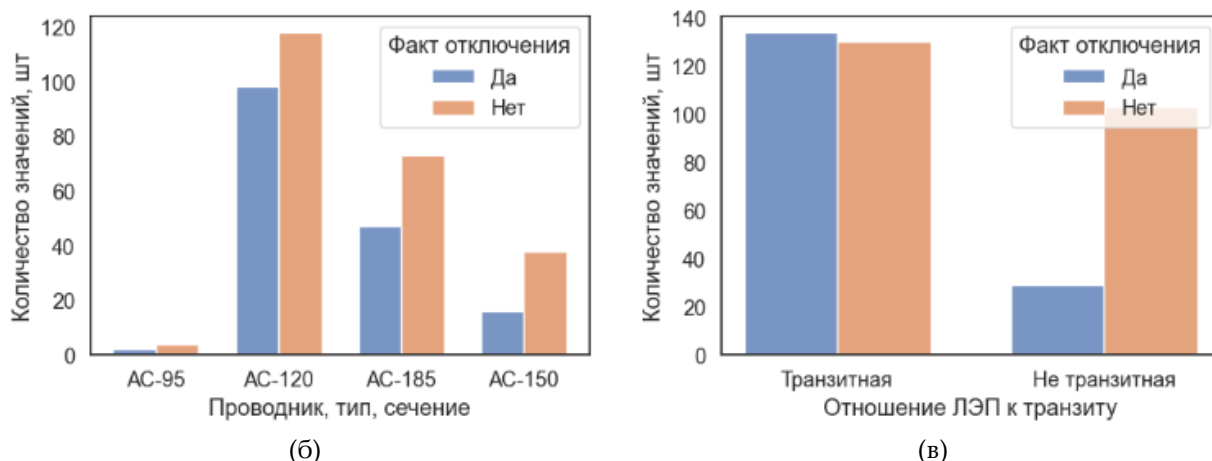 Количество значений, шт
120
100
80
60
40
20
0
Факт отключения
Да
Нет
АС-95 АС-120 АС-185 АС-150
Проводник, тип, сечение
(б)
Количество значений, шт
140
120
100
80
60
40
20
0
Факт отключения
Да
Нет
Транзитная Не транзитная
Отношение ЛЭП к транзиту
(в)